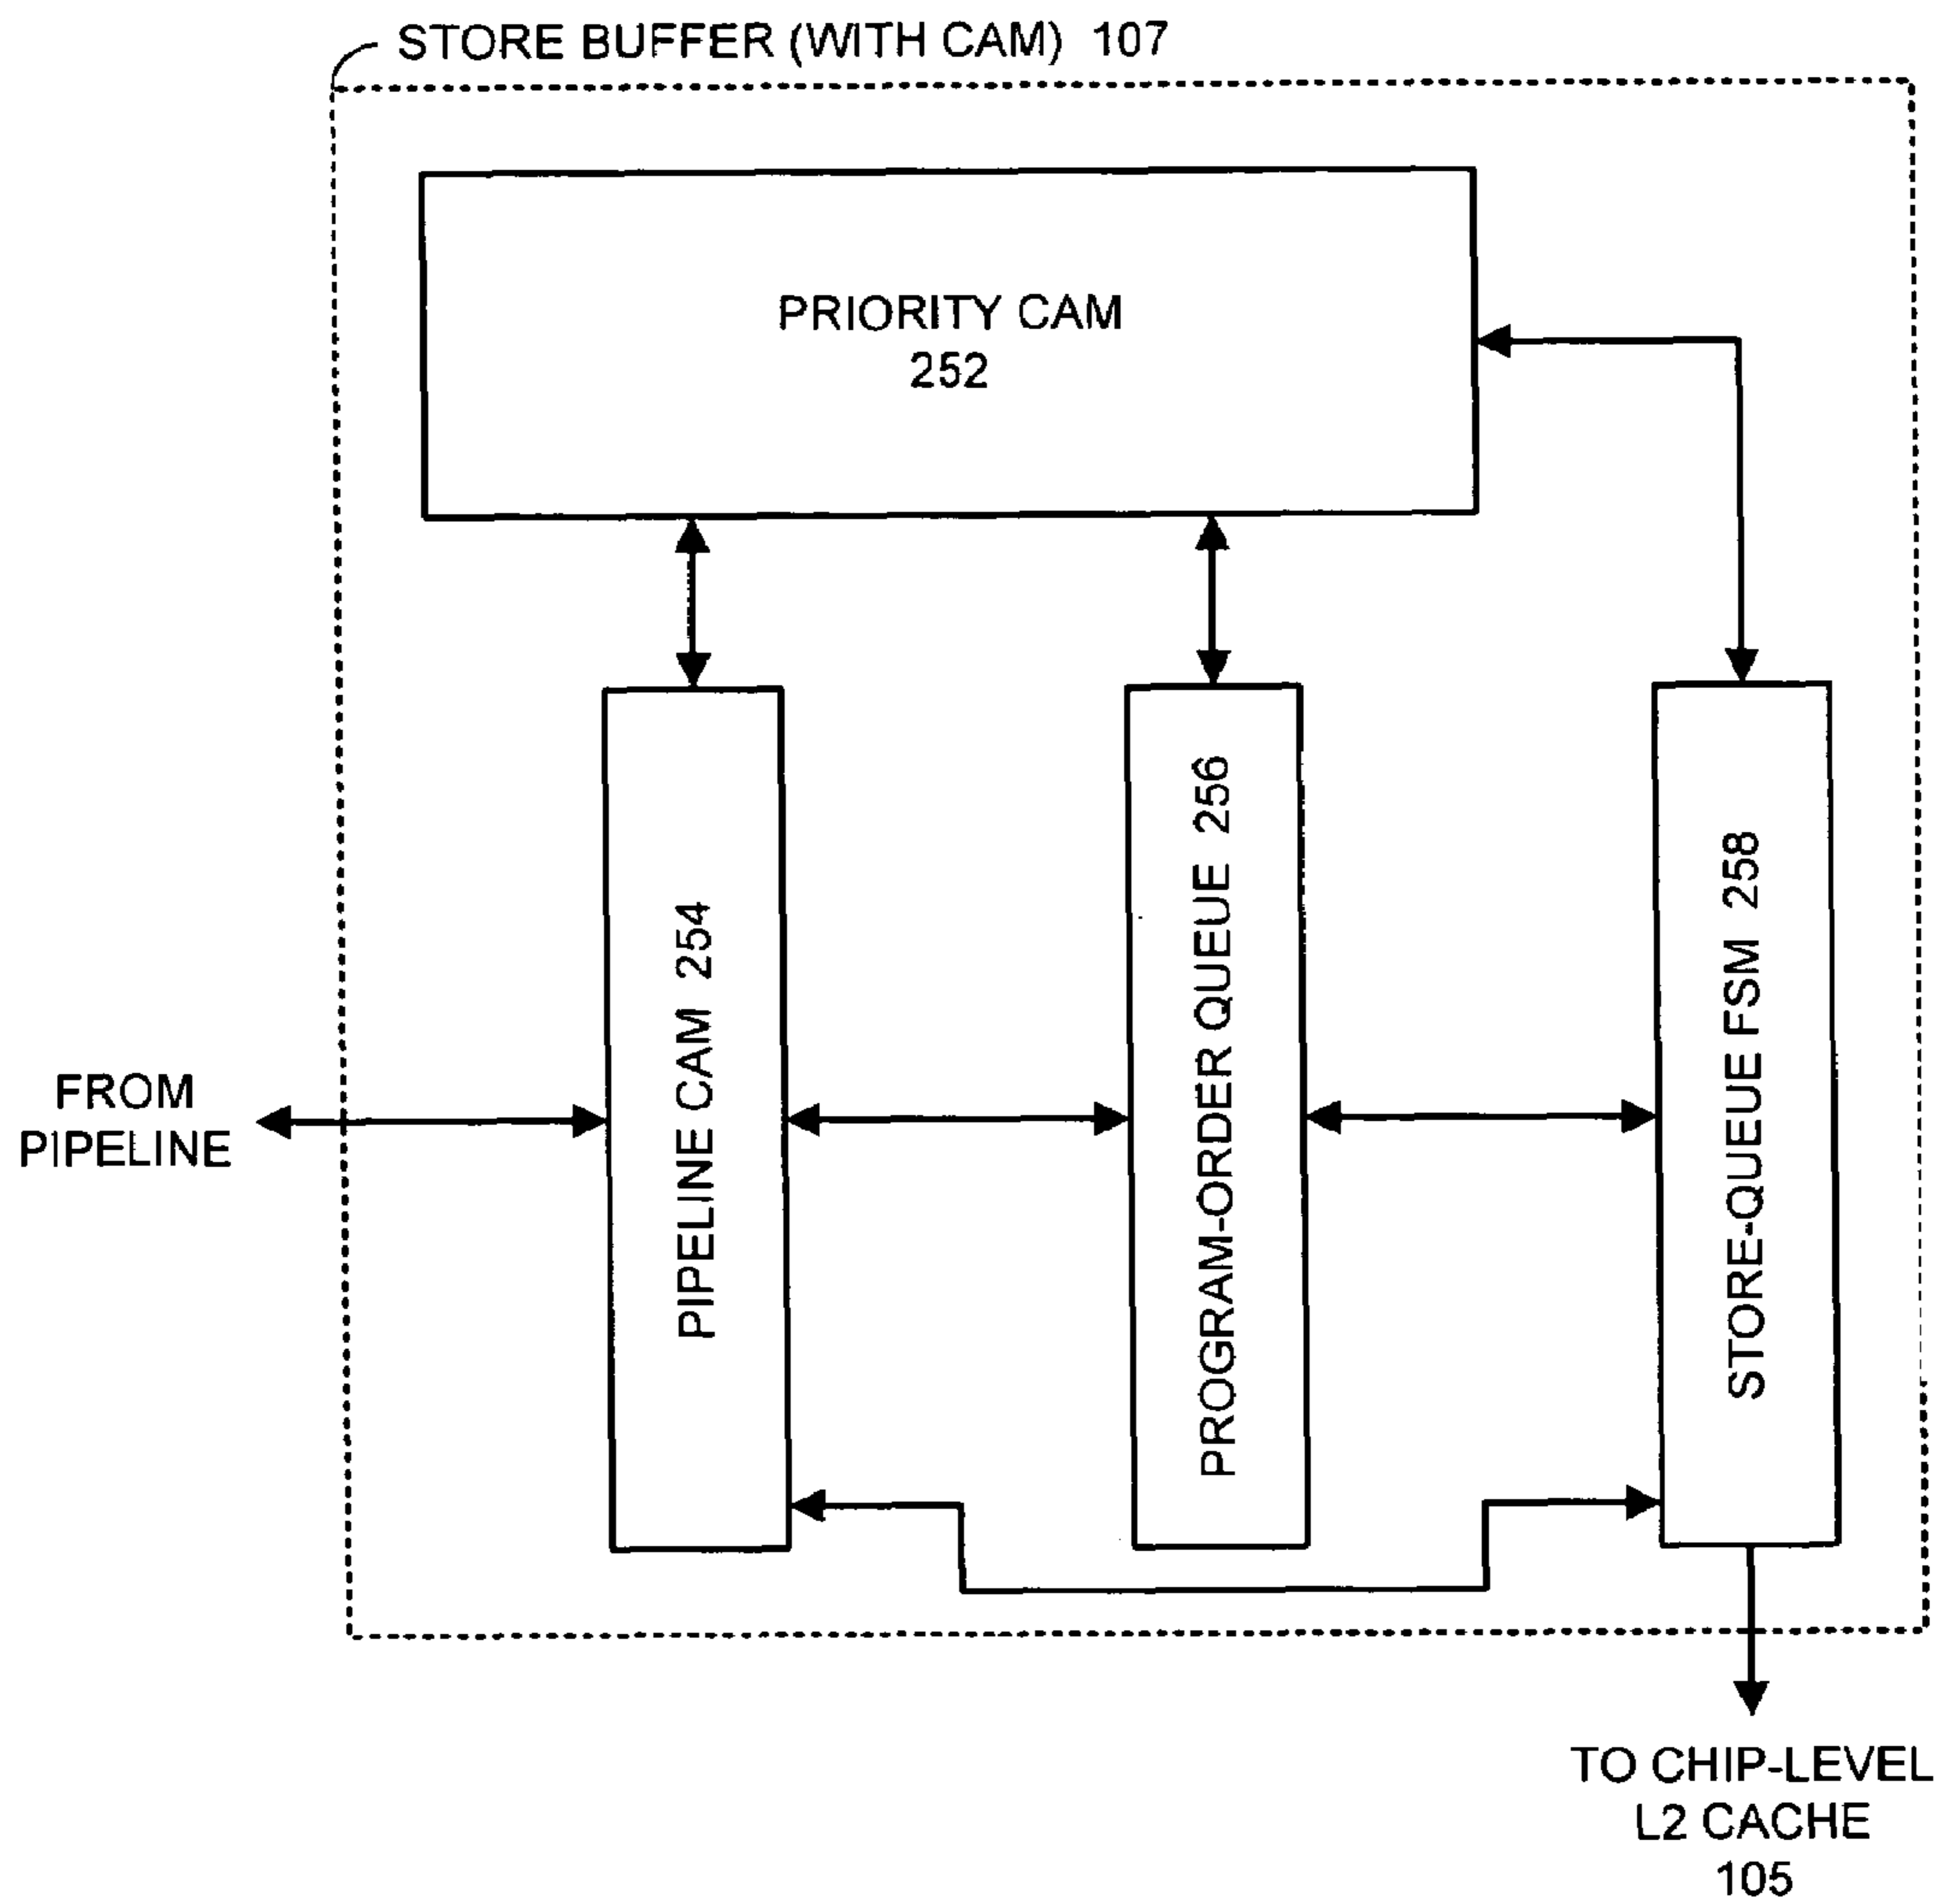 STORE BUFFER (WITH CAM) 107
PRIORITY CAM
252
PIPELINE CAM 254
PROGRAM-ORDER QUEUE 256
STORE-QUEUE FSM 258
FROM
PIPELINE
TO CHIP-LEVEL
L2 CACHE
105